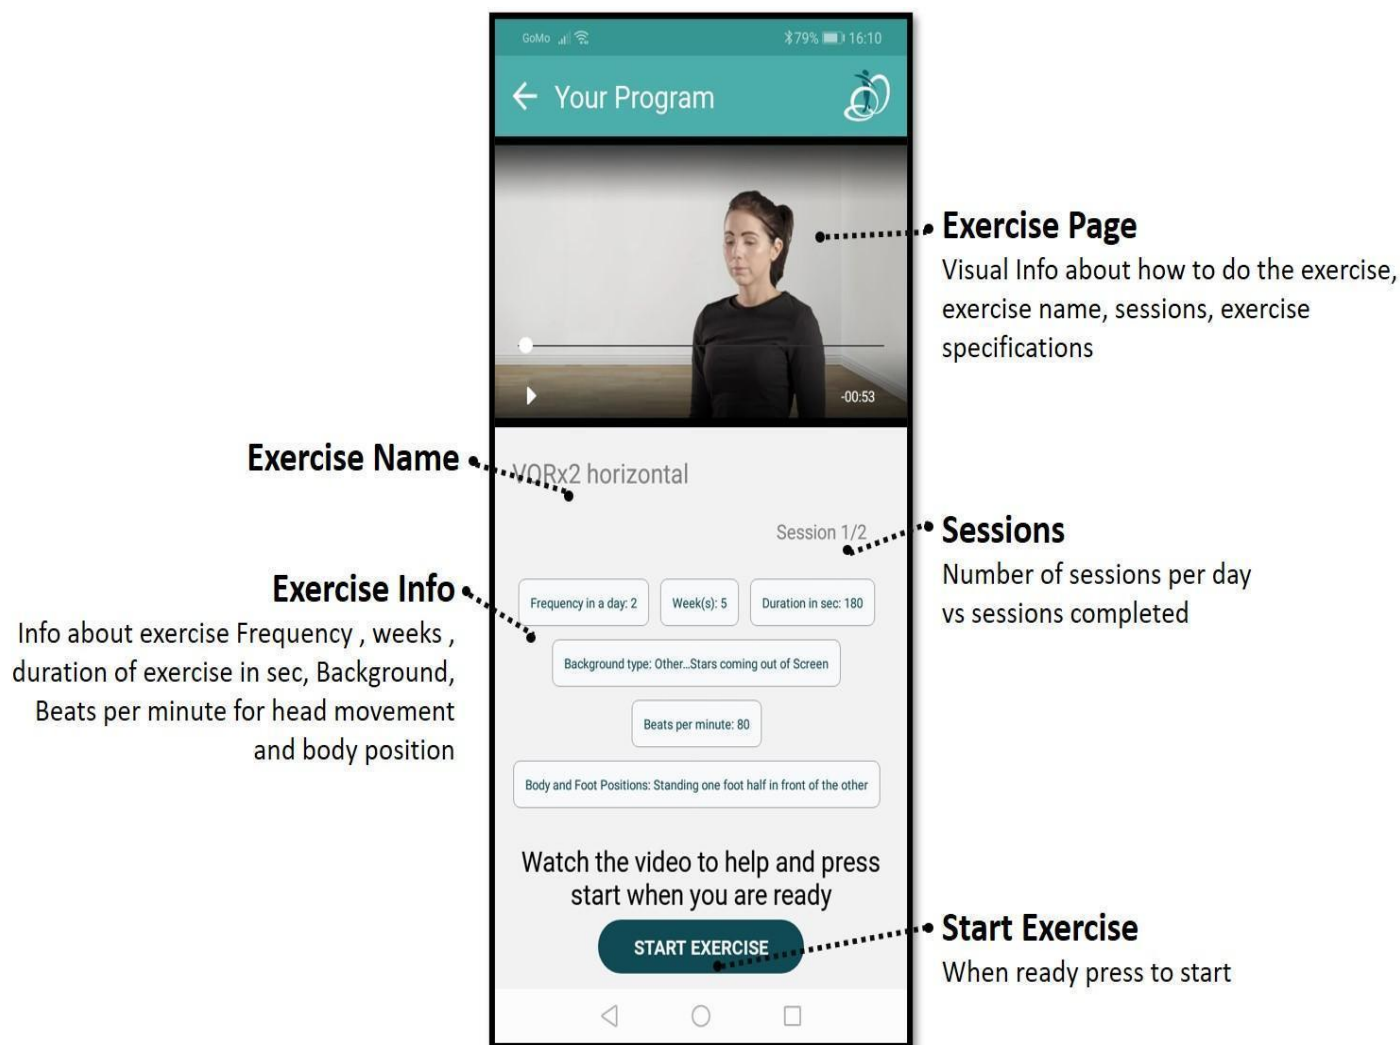 GoMo
79% 16:10
Your Program
-00:53
Exercise Page
Visual Info about how to do the exercise,
exercise name, sessions, exercise
specifications
Exercise Name
VORx2 horizontal
Session 1/2
Sessions
Number of sessions per day
vs sessions completed
Exercise Info
Info about exercise Frequency , weeks ,
duration of exercise in sec, Background,
Beats per minute for head movement
and body position
Frequency in a day: 2
Week(s): 5
Duration in sec: 180
Background type: Other...Stars coming out of Screen
Beats per minute: 80
Body and Foot Positions: Standing one foot half in front of the other
Watch the video to help and press
start when you are ready
START EXERCISE
Start Exercise
When ready press to start